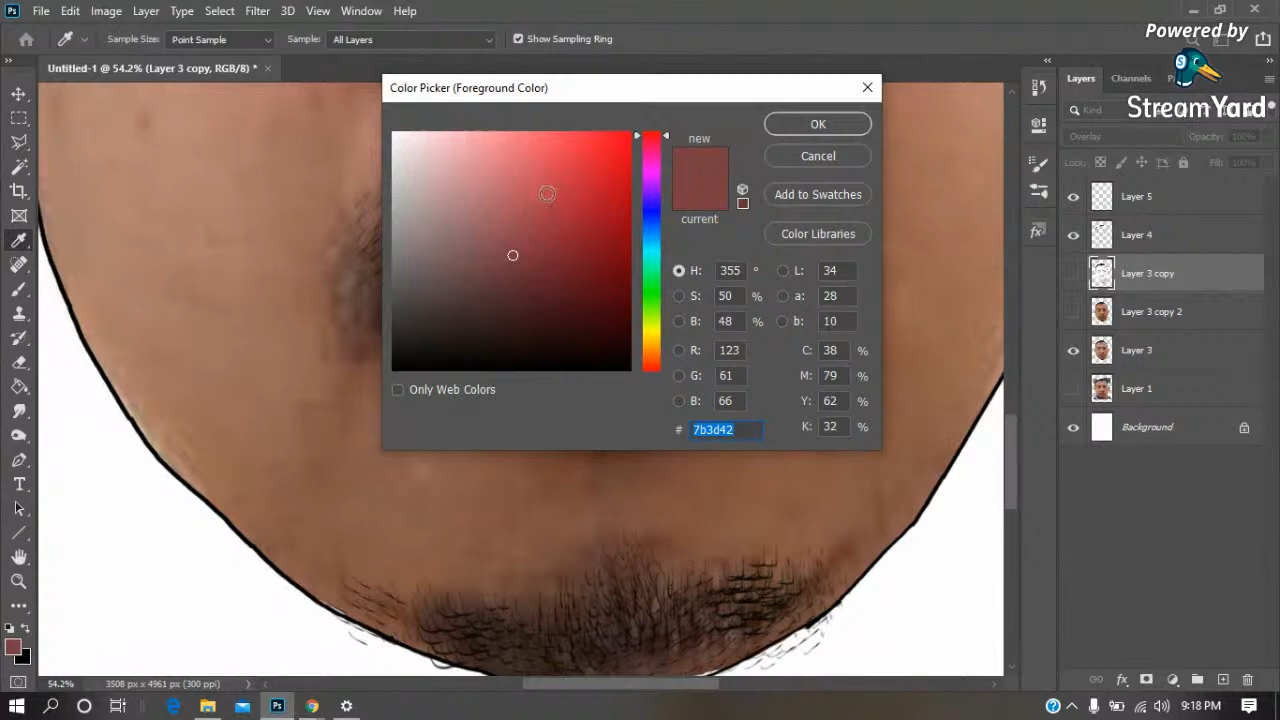 Ps File Edit Image Layer Type Select Filter 3D View Window Help
Powered by
StreamYard
Sample Size: Point Sample Sample: All Layers Show Sampling Ring
Untitled-1 @ 54.2% (Layer 3 copy, RGB/8) * ×
Color Picker (Foreground Color)
new
current
OK
Cancel
Add to Swatches
Color Libraries
H: 355 ° L: 34
S: 50 % a: 28
B: 48 % b: 10
R: 123 C: 38 %
G: 61 M: 79 %
B: 66 Y: 62 %
# 7b3d42 K: 32 %
Only Web Colors
Layers Channels
Kind
Overlay Opacity: 100%
Lock: Fill: 100%
Layer 5
Layer 4
Layer 3 copy
Layer 3 copy 2
Layer 3
Layer 1
Background
54.2% 3508 px x 4961 px (300 ppi)
Ps
9:18 PM